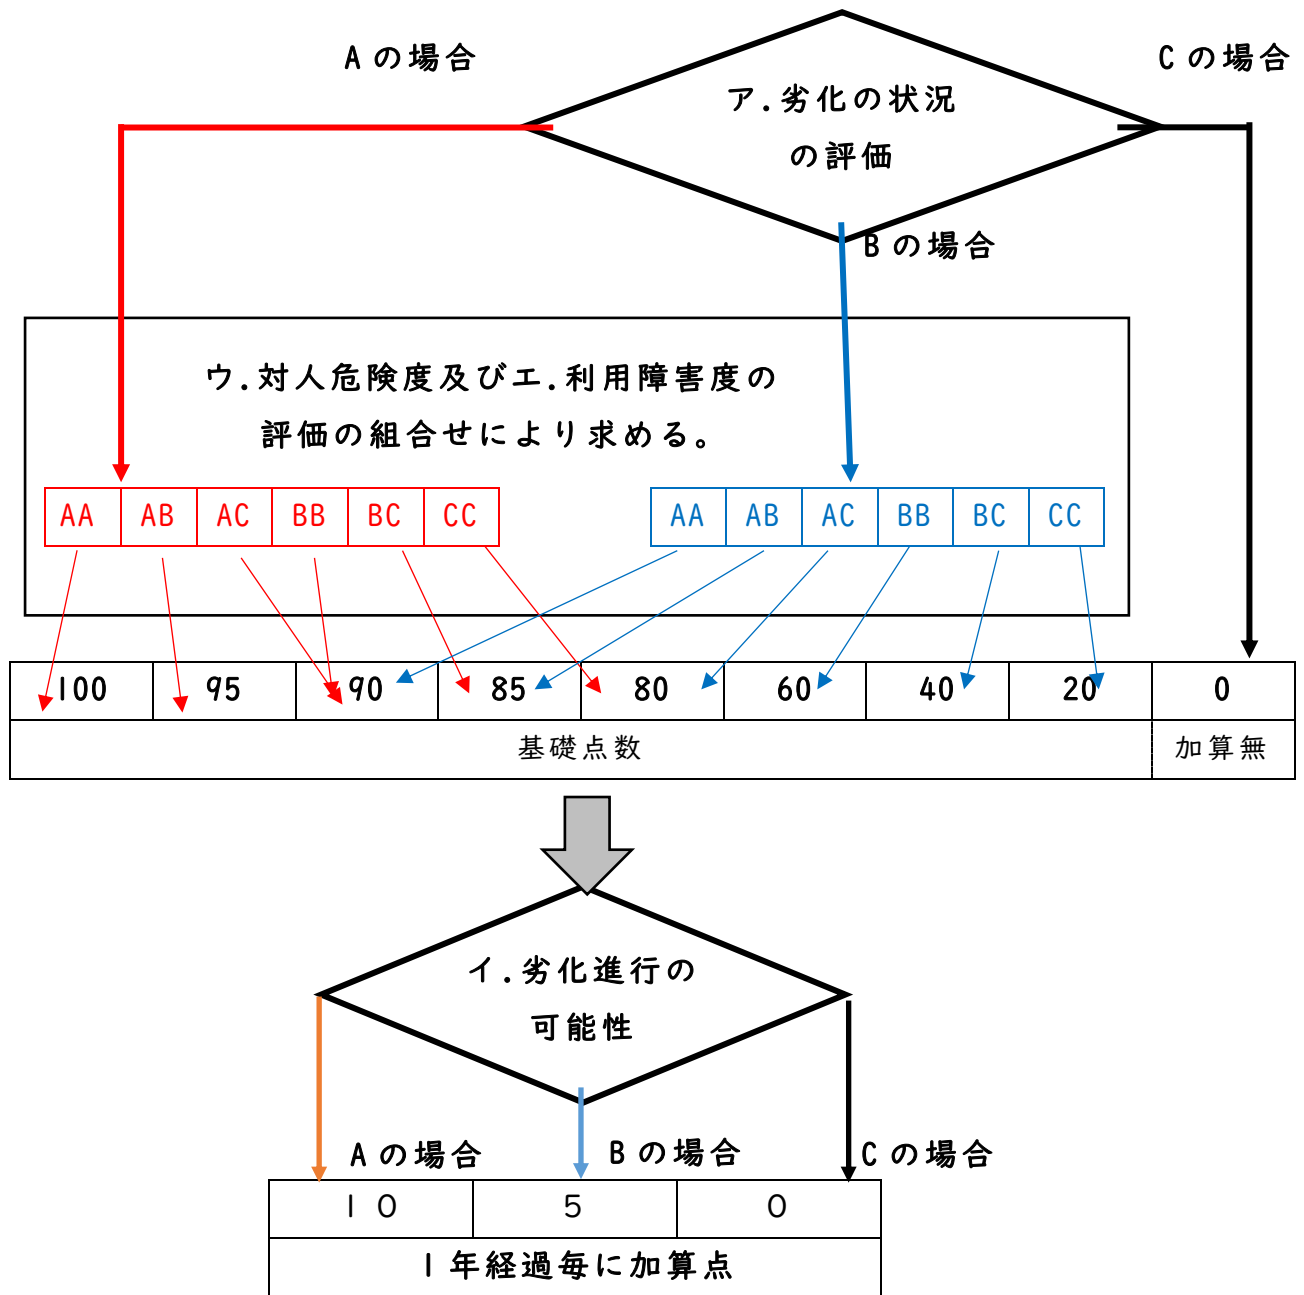 Aの場合
Cの場合
ア.劣化の状況
の評価
Bの場合
ウ.対人危険度及びエ.利用障害度の
評価の組合せにより求める。
AA AB AC BB BC CC
AA AB AC BB BC CC
100 95 90 85 80 60 40 20 0
基礎点数 加算無
イ.劣化進行の
可能性
Aの場合 Bの場合 Cの場合
10 5 0
1年経過毎に加算点